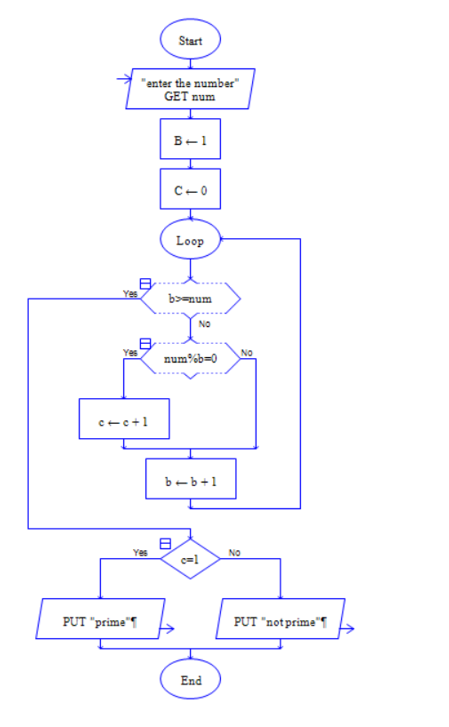 Start
"enter the number"
GET num
B ← 1
C ← 0
Loop
Yes
b>=num
No
Yes
num%b=0
No
c ← c + 1
b ← b + 1
Yes
c=1
No
PUT "prime"¶
PUT "not prime"¶
End